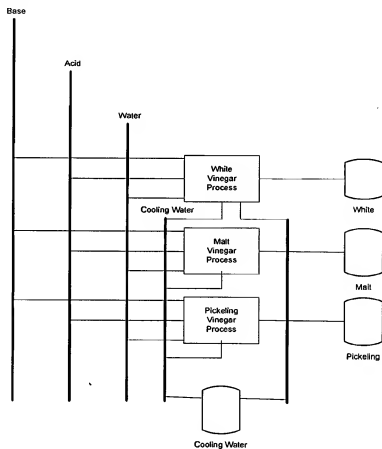 Base
Acid
Water
White
Vinegar
Process
White
Cooling Water
Malt
Vinegar
Process
Malt
Pickeling
Vinegar
Process
Pickeling
Cooling Water